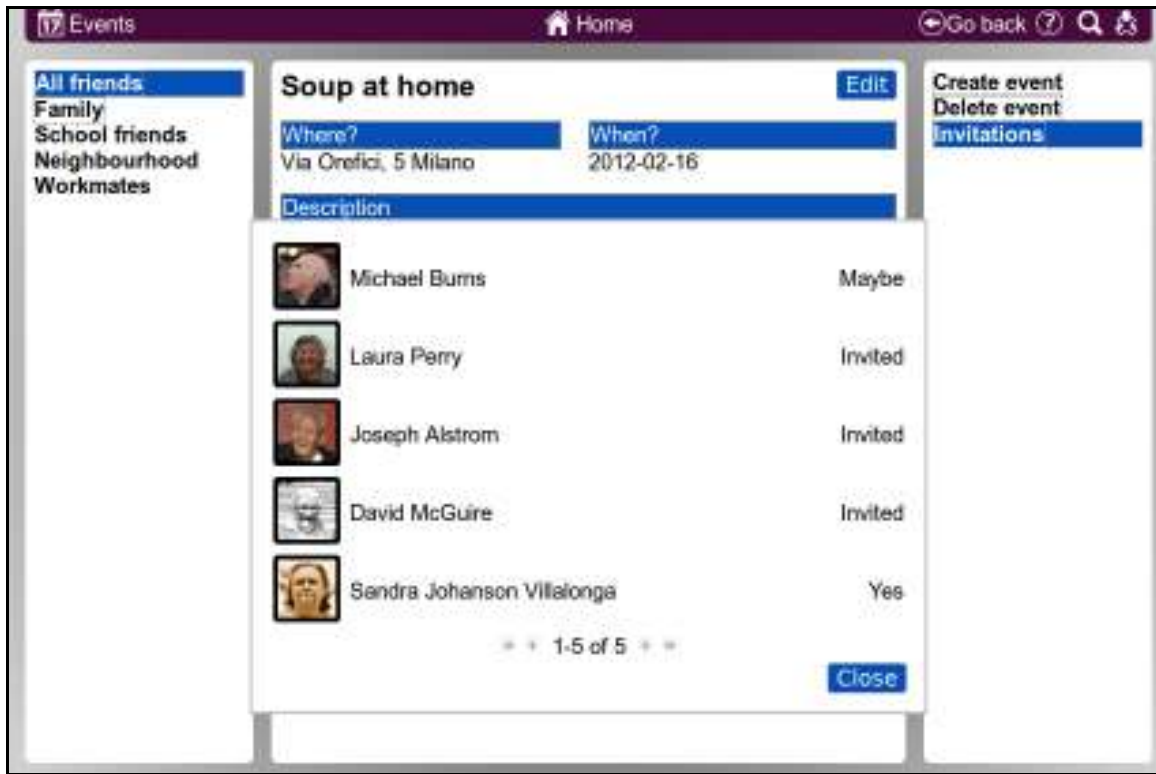 17 Events
Home
Go back ?
All friends
Family
School friends
Neighbourhood
Workmates
Soup at home
Edit
Where?
When?
Via Orefici, 5 Milano
2012-02-16
Description
Michael Burns
Maybe
Laura Perry
Invited
Joseph Alstrom
Invited
David McGuire
Invited
Sandra Johanson Villalonga
Yes
1-5 of 5
Close
Create event
Delete event
Invitations